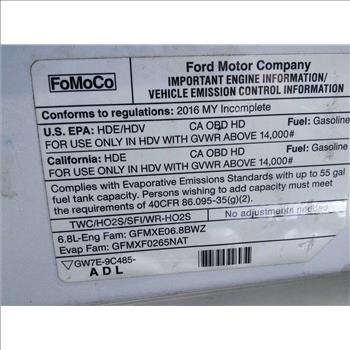 FoMoCo
Ford Motor Company
IMPORTANT ENGINE INFORMATION/
VEHICLE EMISSION CONTROL INFORMATION
Conforms to regulations: 2016 MY Incomplete
U.S. EPA: HDE/HDV CA OBD HD Fuel: Gasoline
FOR USE ONLY IN HDV WITH GVWR ABOVE 14,000#
California: HDE CA OBD HD Fuel: Gasoline
FOR USE ONLY IN HDV WITH GVWR ABOVE 14,000#
Complies with Evaporative Emissions Standards with up to 55 gal
fuel tank capacity. Persons wishing to add capacity must meet
the requirements of 40CFR 86.095-35(g)(2).
TWC/HO2S/SFI/WR-HO2S No adjustments needed.
6.8L-Eng Fam: GFMXE06.8BWZ
Evap Fam: GFMXF0265NAT
GW7E-9C485-
ADL